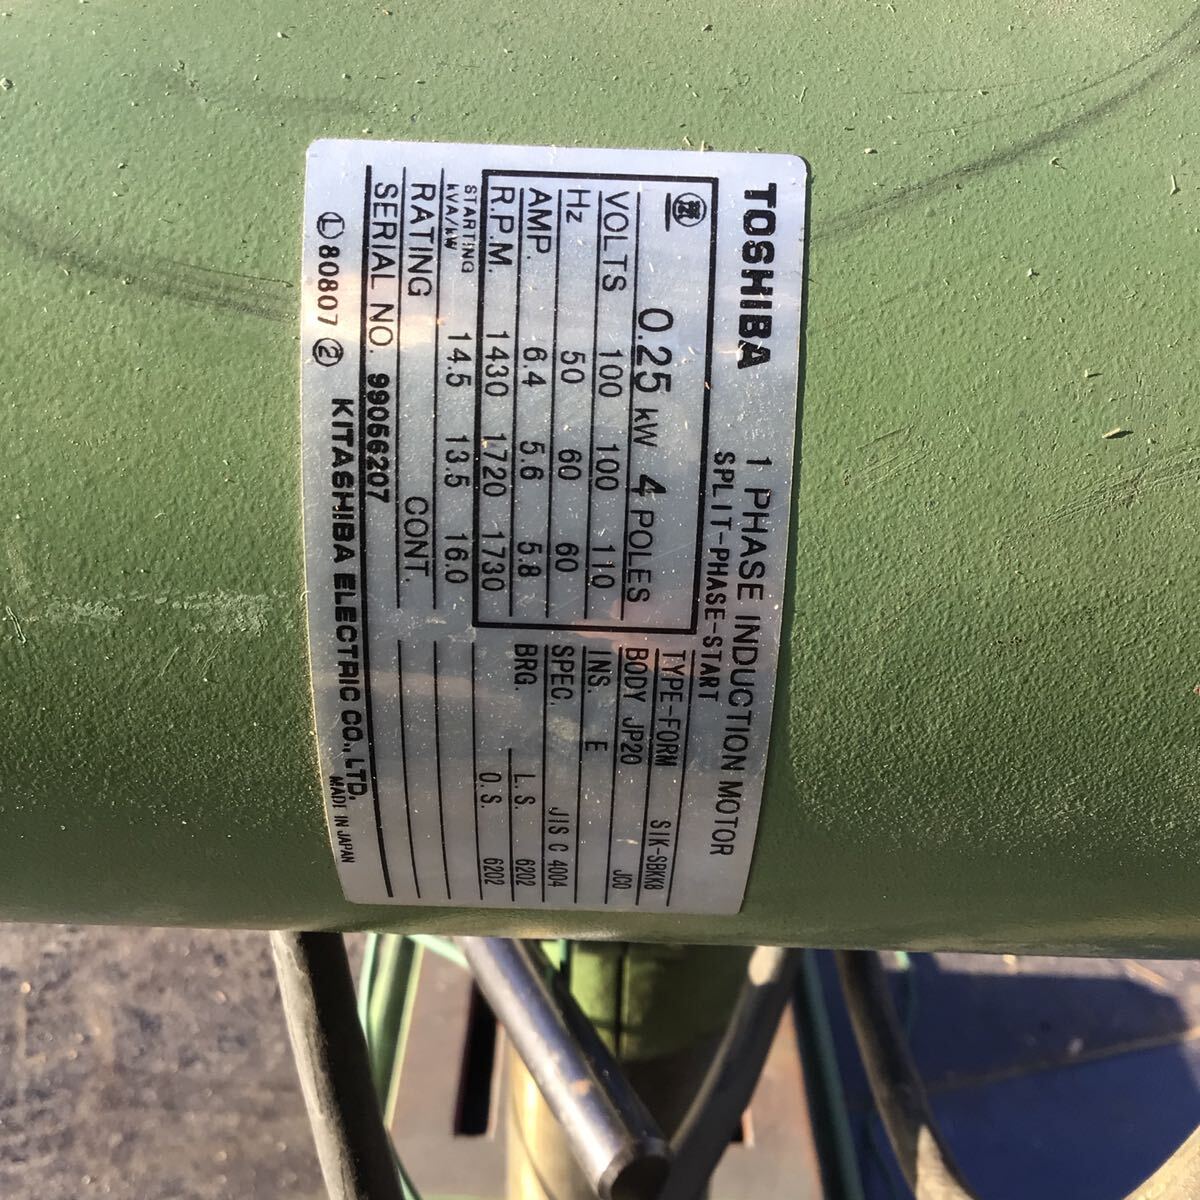 TOSHIBA
1 PHASE INDUCTION MOTOR
SPLIT-PHASE-START
0.25 kW 4 POLES
VOLTS 100 100 110
Hz 50 60 60
AMP. 6.4 5.6 5.8
R.P.M. 1430 1720 1730
STARTING kVA/kW 14.5 13.5 16.0
RATING CONT.
SERIAL NO. 99056207
TYPE-FORM SIK-SBKK8
BODY JP20 JC0
INS. E
SPEC. JIS C 4004
BRG. L.S. 6202
O.S. 6202
Ⓛ80807②
KITASHIBA ELECTRIC CO., LTD.
MADE IN JAPAN